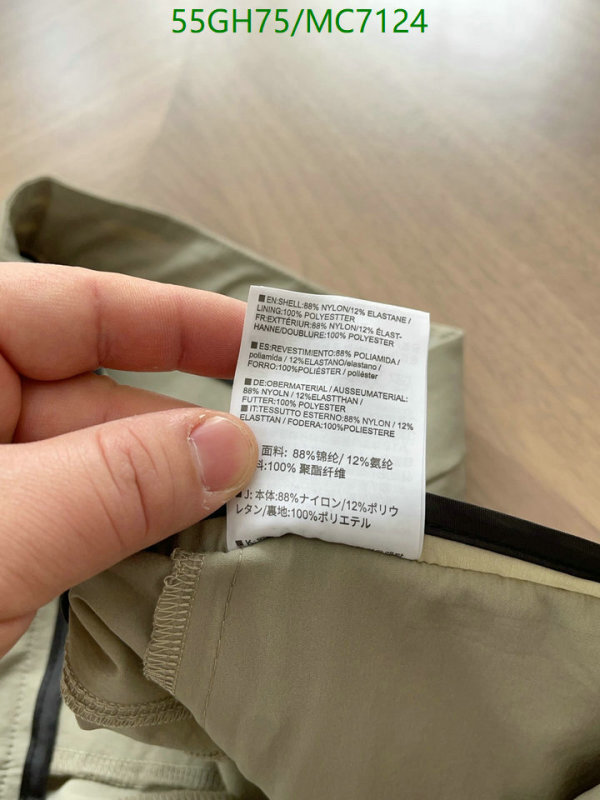 55GH75/MC7124
EN:SHELL:88% NYLON/12% ELASTANE /
LINING:100% POLYESTTER
FR:EXTTÉRIUR:88% NYLON/12% ÉLAST-
HANNE/DOUBLURE:100% POLYESTER
ES:REVESTIMIENTO:88% POLIAMIDA /
poliamida / 12%ELASTANO/elastano /
FORRO:100%POLIÉSTER / poliéster
DE:OBERMATERIAL / AUSSEUMATERIAL:
88% NYOLN / 12%ELASTTHAN /
FUTTER:100% POLYESTER
IT:TESSUTTO ESTERNO:88% NYLON / 12%
ELASTTAN / FODERA:100%POLIESTERE
面料: 88%锦纶/ 12%氨纶
料:100% 聚酯纤维
J: 本体:88%ナイロン/12%ポリウ
レタン/裏地:100%ポリエテル